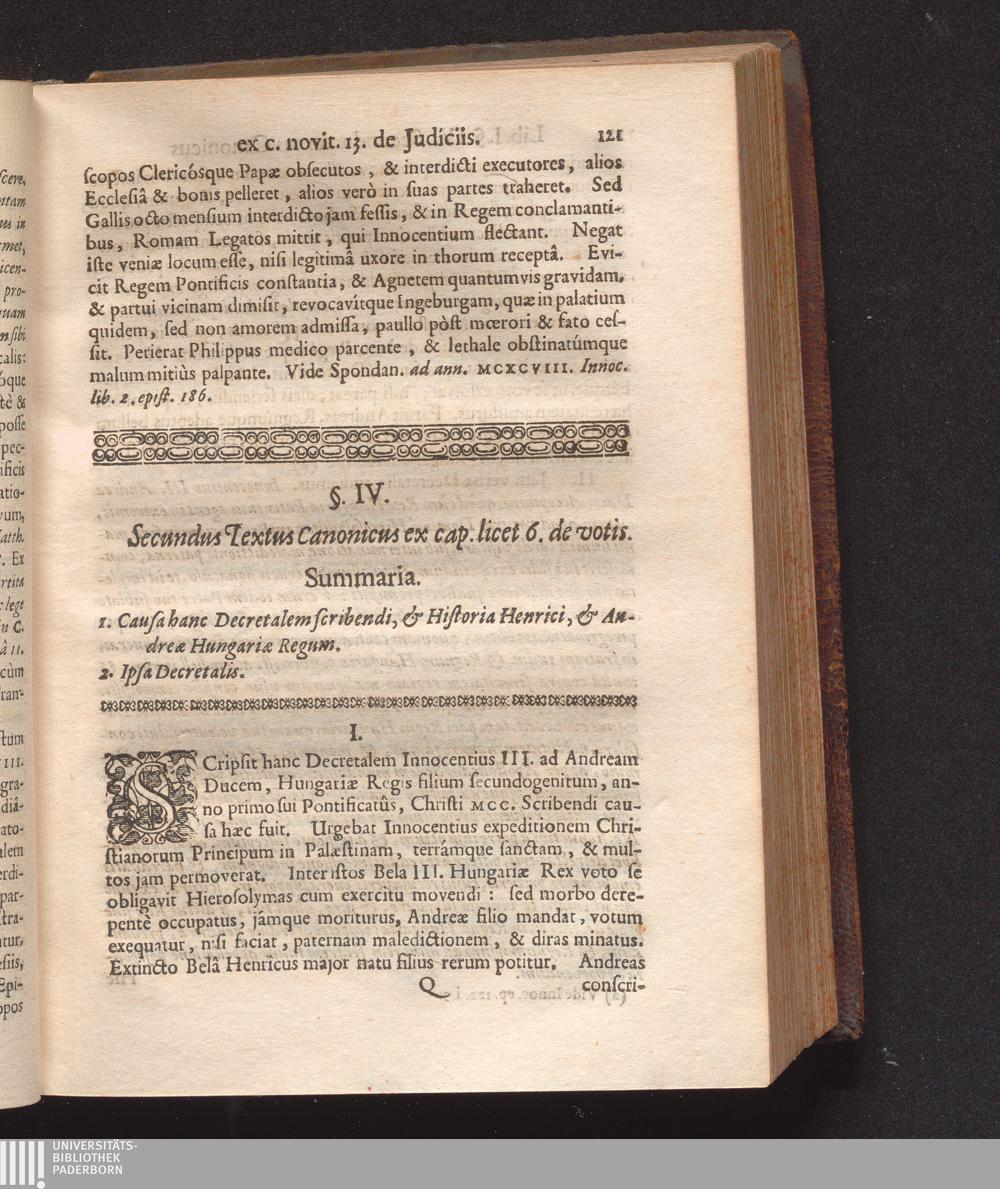 ex c. novit. 13. de Judiciis. 121
ſcopos Clericósque Papæ obſecutos, & interdicti executores, alios
Eccleſiâ & bonis pelleret, alios verò in ſuas partes traheret. Sed
Gallis octo menſium interdicto jam feſſis, & in Regem conclamanti-
bus, Romam Legatos mittit, qui Innocentium flectant. Negat
iſte veniæ locum eſſe, niſi legitimâ uxore in thorum receptâ. Evi-
cit Regem Pontificis conſtantia, & Agnetem quantumvis gravidam,
& partui vicinam dimiſit, revocavítque Ingeburgam, quæ in palatium
quidem, ſed non amorem admiſſa, paullo pòſt mœrori & fato ceſ-
ſit. Perierat Philippus medico parcente, & lethale obſtinatúmque
malum mitiùs palpante. Vide Spondan. ad ann. MCXCVIII. Innoc.
lib. 2. epiſt. 186.
§. IV.
Secundus Textus Canonicus ex cap. licet 6. de votis.
Summaria.
1. Cauſa hanc Decretalem ſcribendi, & Hiſtoria Henrici, & An-
dreæ Hungariæ Regum.
2. Ipſa Decretalis.
I.
SCripſit hanc Decretalem Innocentius III. ad Andream
Ducem, Hungariæ Regis filium ſecundogenitum, an-
no primo ſui Pontificatûs, Chriſti MCC. Scribendi cau-
ſa hæc fuit. Urgebat Innocentius expeditionem Chri-
ſtianorum Principum in Palæſtinam, terrámque ſanctam, & mul-
tos jam permoverat. Inter iſtos Bela III. Hungariæ Rex voto ſe
obligavit Hieroſolymas cum exercitu movendi: ſed morbo dere-
pentè occupatus, jámque moriturus, Andreæ filio mandat, votum
exequatur, niſi faciat, paternam maledictionem, & diras minatus.
Extincto Belâ Henricus major natu filius rerum potitur. Andreas
Q conſcri-
UNIVERSITÄTS-
BIBLIOTHEK
PADERBORN